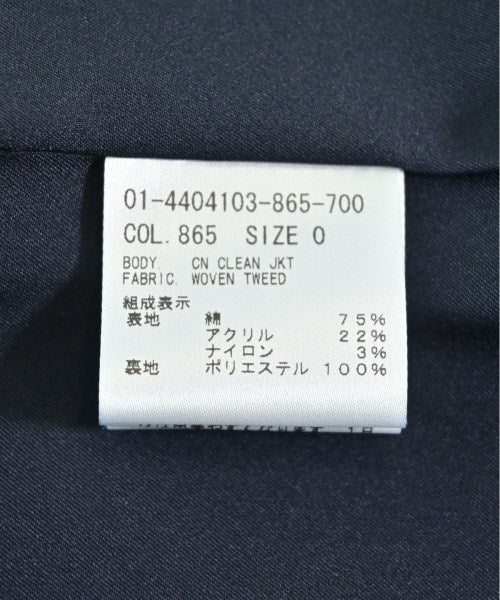 01-4404103-865-700
COL. 865 SIZE 0
BODY. CN CLEAN JKT
FABRIC. WOVEN TWEED
組成表示
表地 綿 75%
アクリル 22%
ナイロン 3%
裏地 ポリエステル 100%